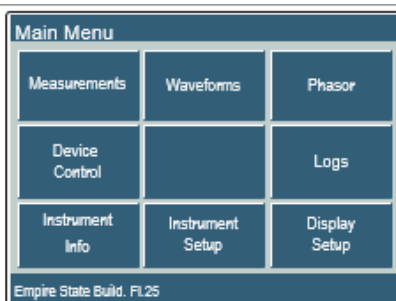 Main Menu
Measurements
Waveforms
Phasor
Device
Control
Logs
Instrument
Info
Instrument
Setup
Display
Setup
Empire State Build. Fl.25